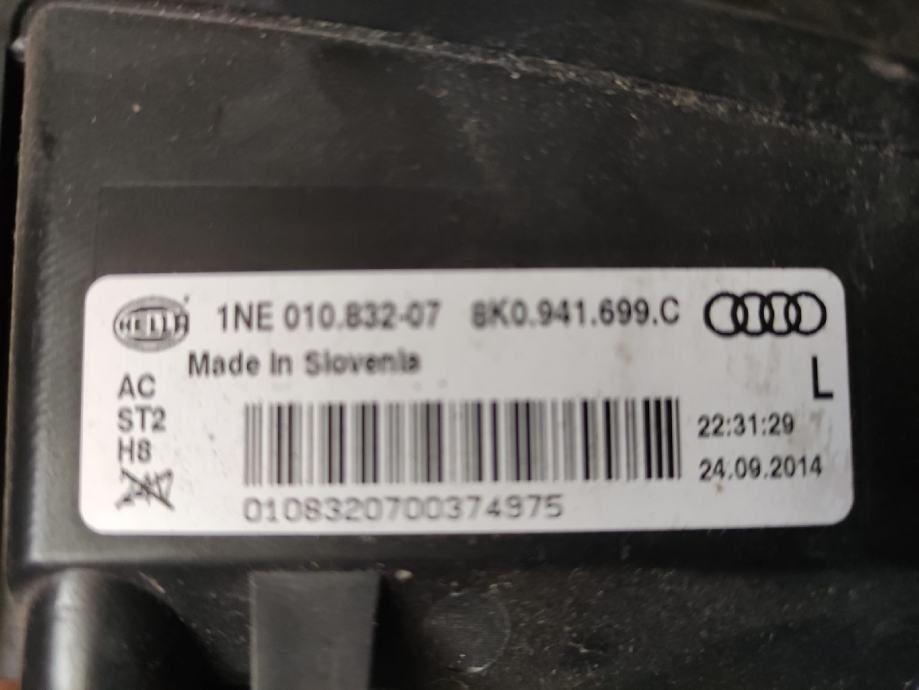 HELLA 1NE 010.832-07 8K0.941.699.C
Made In Slovenia
L
AC
ST2
H8
22:31:29
24.09.2014
0108320700374975